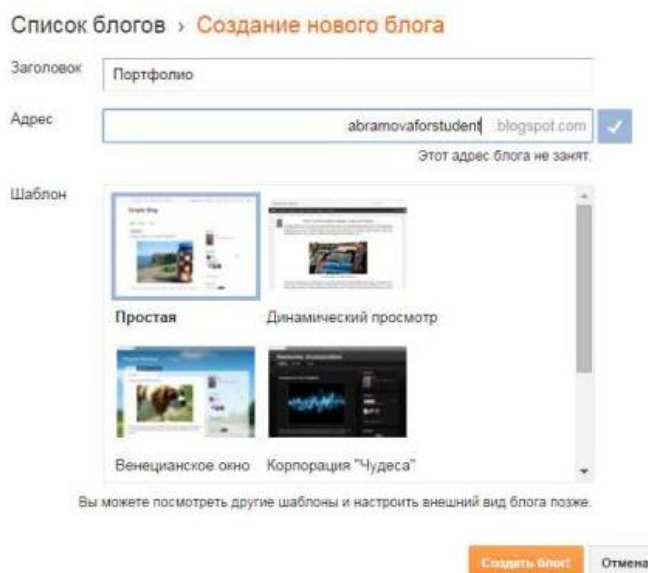 Список блогов › Создание нового блога
Заголовок Портфолио
Адрес abramovaforstudent .blogspot.com
Этот адрес блога не занят.
Шаблон
Простая Динамический просмотр
Венецианское окно Корпорация "Чудеса"
Вы можете посмотреть другие шаблоны и настроить внешний вид блога позже.
Создать блог! Отмена